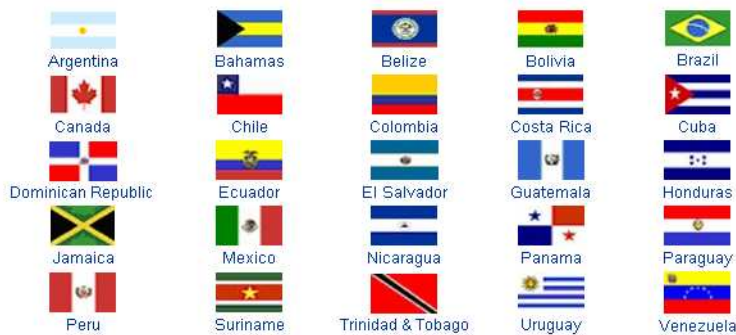 Argentina Bahamas Belize Bolivia Brazil
Canada Chile Colombia Costa Rica Cuba
Dominican Republic Ecuador El Salvador Guatemala Honduras
Jamaica Mexico Nicaragua Panama Paraguay
Peru Suriname Trinidad & Tobago Uruguay Venezuela